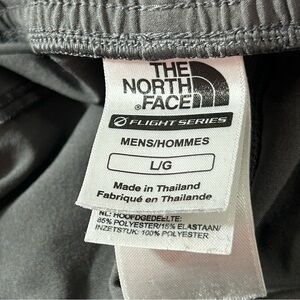 THE
NORTH
FACE
FLIGHT SERIES
MENS/HOMMES
L/G
Made in Thailand
Fabriqué en Thaïlande
NL: HOOFDGEDEELTE:
85% POLYESTER/15% ELASTAAN/
INZETSTUK: 100% POLYESTER